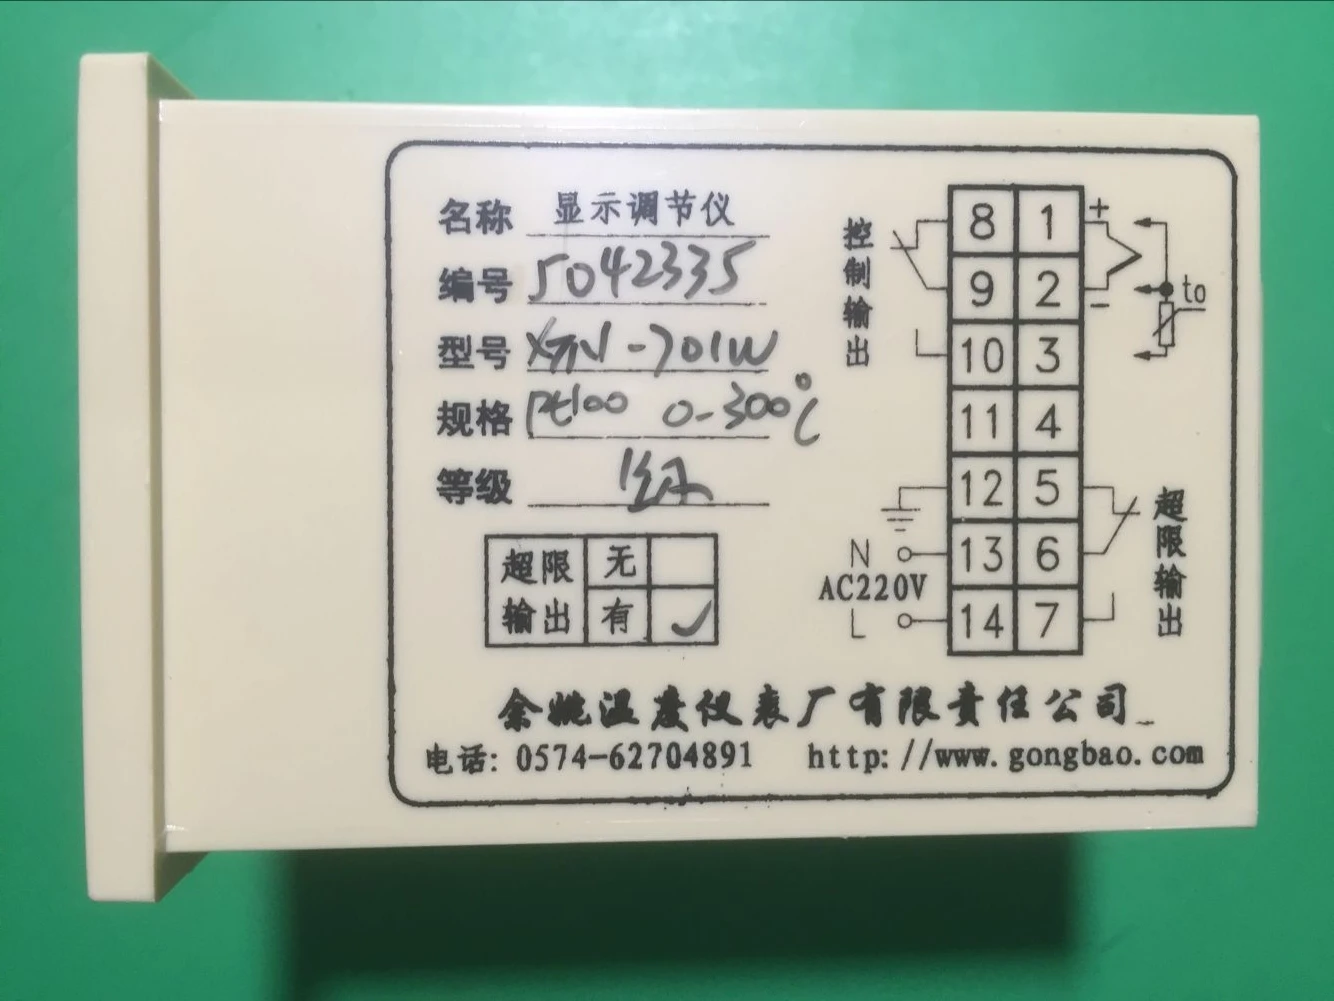 名称 显示调节仪
编号 5042335
型号 XTN-701W
规格 Pt100 0-300℃
等级 1级
超限输出 无
有 ✓
控制输出
8 1 +
9 2 -
to
10 3
11 4
12 5
N 13 6
AC220V
L 14 7
超限输出
余姚温度仪表厂有限责任公司
电话: 0574-62704891 http://www.gongbao.com